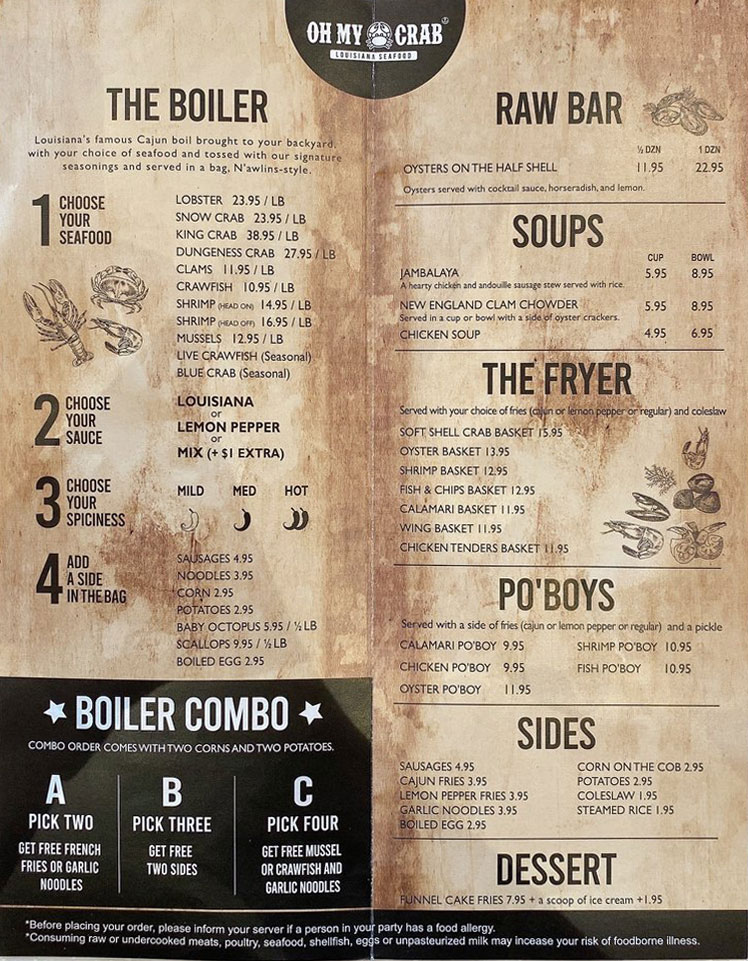 OH MY CRAB
LOUISIANA SEAFOOD
THE BOILER
Louisiana's famous Cajun boil brought to your backyard,
with your choice of seafood and tossed with our signature
seasonings and served in a bag, N'awlins-style.
1 CHOOSE
YOUR
SEAFOOD
LOBSTER 23.95 / LB
SNOW CRAB 23.95 / LB
KING CRAB 38.95 / LB
DUNGENESS CRAB 27.95 / LB
CLAMS 11.95 / LB
CRAWFISH 10.95 / LB
SHRIMP (HEAD ON) 14.95 / LB
SHRIMP (HEAD OFF) 16.95 / LB
MUSSELS 12.95 / LB
LIVE CRAWFISH (Seasonal)
BLUE CRAB (Seasonal)
2 CHOOSE
YOUR
SAUCE
LOUISIANA
or
LEMON PEPPER
or
MIX (+ $1 EXTRA)
3 CHOOSE
YOUR
SPICINESS
MILD MED HOT
4 ADD
A SIDE
IN THE BAG
SAUSAGES 4.95
NOODLES 3.95
CORN 2.95
POTATOES 2.95
BABY OCTOPUS 5.95 / ½ LB
SCALLOPS 9.95 / ½ LB
BOILED EGG 2.95
BOILER COMBO
COMBO ORDER COMES WITH TWO CORNS AND TWO POTATOES.
A
PICK TWO
GET FREE FRENCH
FRIES OR GARLIC
NOODLES
B
PICK THREE
GET FREE
TWO SIDES
C
PICK FOUR
GET FREE MUSSEL
OR CRAWFISH AND
GARLIC NOODLES
RAW BAR
½ DZN 1 DZN
OYSTERS ON THE HALF SHELL 11.95 22.95
Oysters served with cocktail sauce, horseradish, and lemon.
SOUPS
CUP BOWL
JAMBALAYA 5.95 8.95
A hearty chicken and andouille sausage stew served with rice.
NEW ENGLAND CLAM CHOWDER 5.95 8.95
Served in a cup or bowl with a side of oyster crackers.
CHICKEN SOUP 4.95 6.95
THE FRYER
Served with your choice of fries (cajun or lemon pepper or regular) and coleslaw
SOFT SHELL CRAB BASKET 15.95
OYSTER BASKET 13.95
SHRIMP BASKET 12.95
FISH & CHIPS BASKET 12.95
CALAMARI BASKET 11.95
WING BASKET 11.95
CHICKEN TENDERS BASKET 11.95
PO'BOYS
Served with a side of fries (cajun or lemon pepper or regular) and a pickle
CALAMARI PO'BOY 9.95 SHRIMP PO'BOY 10.95
CHICKEN PO'BOY 9.95 FISH PO'BOY 10.95
OYSTER PO'BOY 11.95
SIDES
SAUSAGES 4.95
CAJUN FRIES 3.95
LEMON PEPPER FRIES 3.95
GARLIC NOODLES 3.95
BOILED EGG 2.95
CORN ON THE COB 2.95
POTATOES 2.95
COLESLAW 1.95
STEAMED RICE 1.95
DESSERT
FUNNEL CAKE FRIES 7.95 + a scoop of ice cream +1.95
*Before placing your order, please inform your server if a person in your party has a food allergy.
*Consuming raw or undercooked meats, poultry, seafood, shellfish, eggs or unpasteurized milk may incease your risk of foodborne illness.